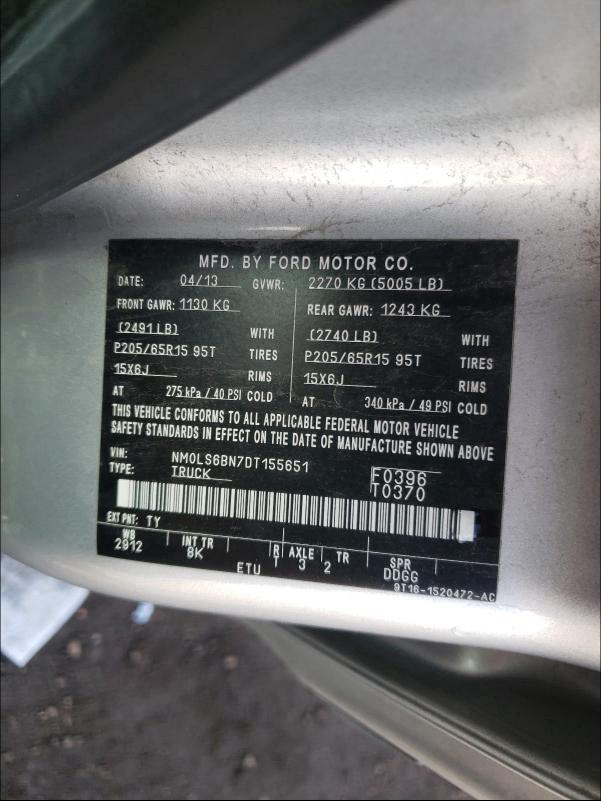 MFD. BY FORD MOTOR CO.
DATE: 04/13 GVWR: 2270 KG (5005 LB)
FRONT GAWR: 1130 KG REAR GAWR: 1243 KG
(2491 LB) WITH (2740 LB) WITH
P205/65R15 95T TIRES P205/65R15 95T TIRES
15X6J RIMS 15X6J RIMS
AT 275 kPa / 40 PSI COLD AT 340 kPa / 49 PSI COLD
THIS VEHICLE CONFORMS TO ALL APPLICABLE FEDERAL MOTOR VEHICLE
SAFETY STANDARDS IN EFFECT ON THE DATE OF MANUFACTURE SHOWN ABOVE
VIN: NM0LS6BN7DT155651 F0396
TYPE: TRUCK T0370
EXT PNT: TY
WB INT TR R AXLE TR SPR
2912 8K T 3 2 DDGG
ETU 9T16-1520472-AC